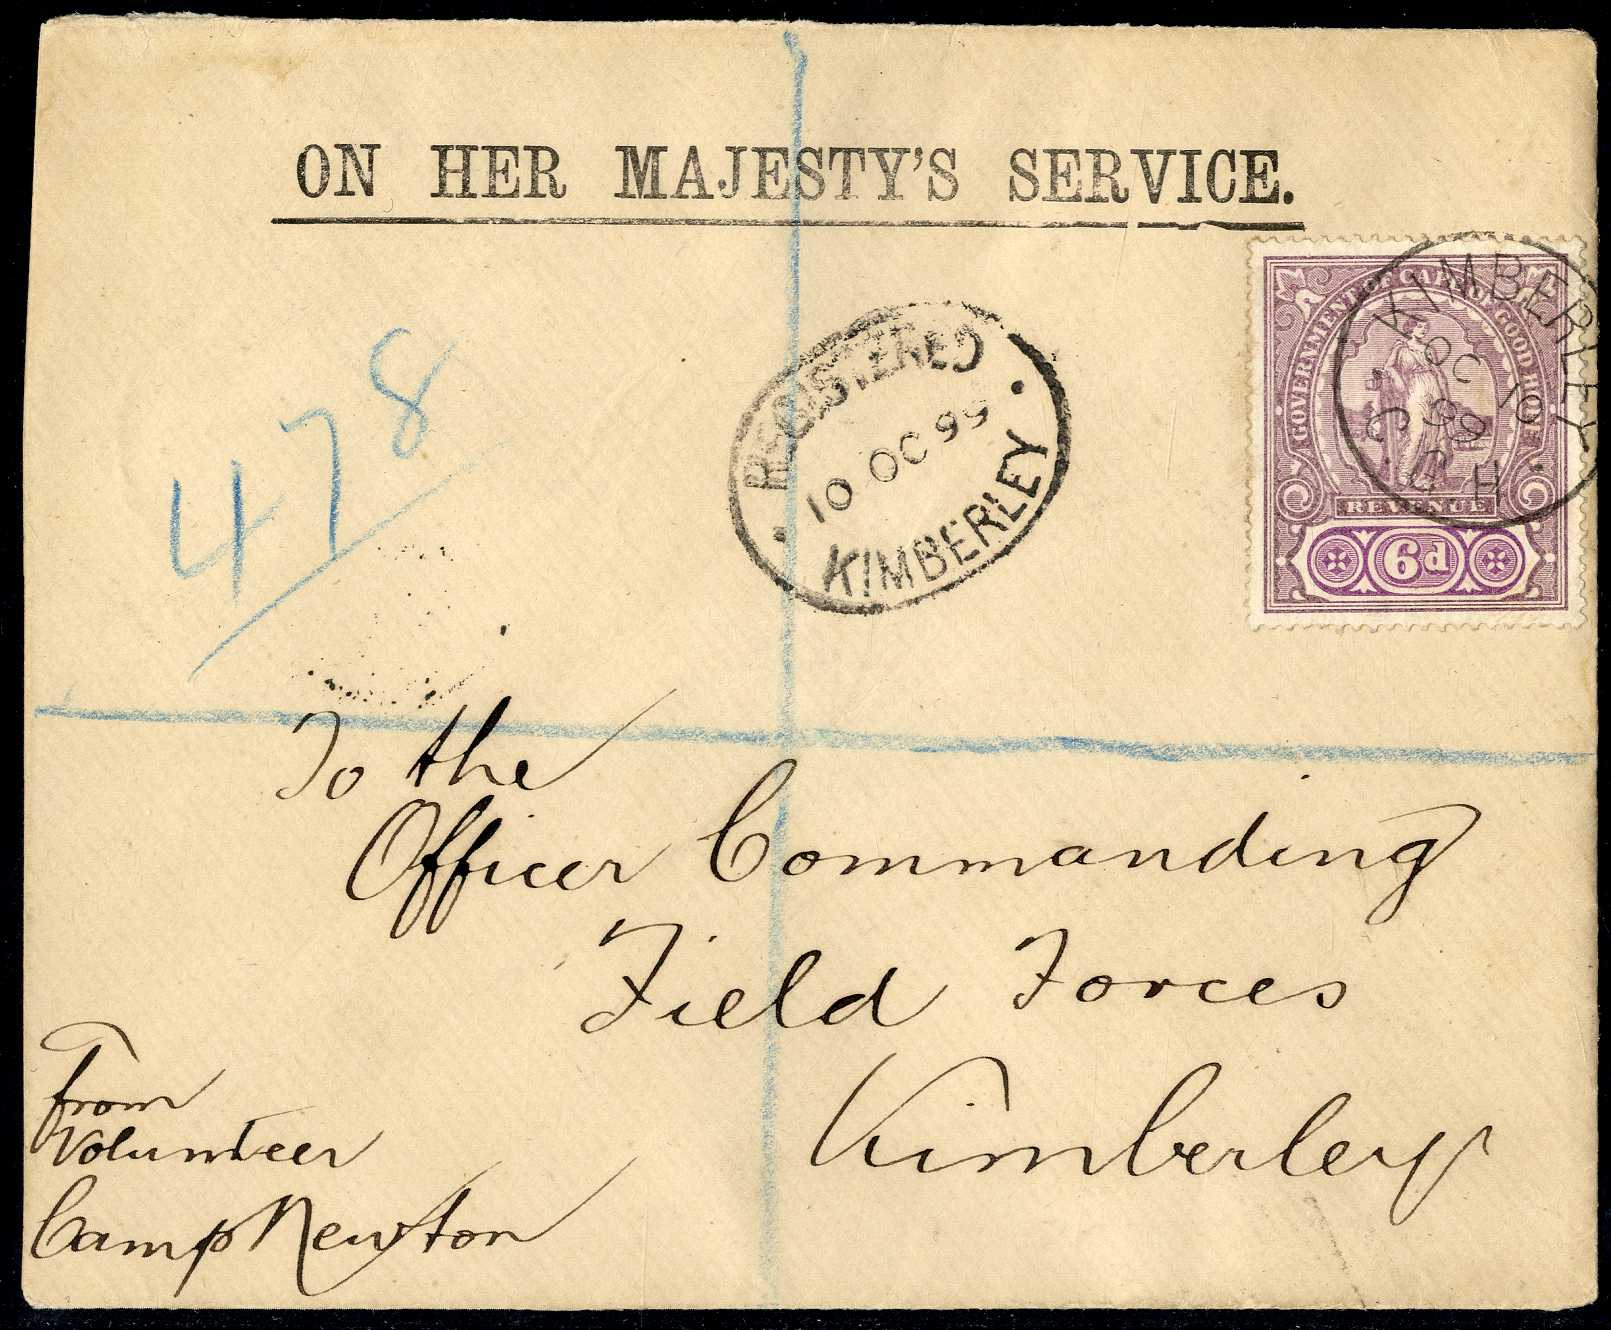 ON HER MAJESTY'S SERVICE.
478
REGISTERED
10 OC 99
KIMBERLEY
GOVERNMENT OF CAPE OF GOOD HOPE
REVENUE
6d
KIMBERLEY
OC 10
99
C.G.H.
To the
Officer Commanding
Field Forces
Kimberley
From
Volunteer
Camp Newton